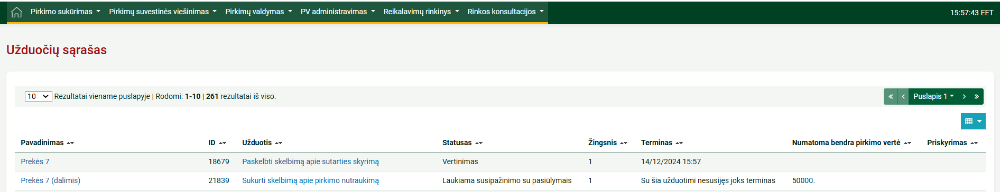 Pirkimo sukūrimas Pirkimų suvestinės viešinimas Pirkimų valdymas PV administravimas Reikalavimų rinkinys Rinkos konsultacijos 15:57:43 EET
Užduočių sąrašas
10 Rezultatai viename puslapyje | Rodomi: 1-10 | 261 rezultatai iš viso. « ‹ Puslapis 1 › »
Pavadinimas ID Užduotis Statusas Žingsnis Terminas Numatoma bendra pirkimo vertė Priskyrimas
Prekės 7 18679 Paskelbti skelbimą apie sutarties skyrimą Vertinimas 1 14/12/2024 15:57
Prekės 7 (dalimis) 21839 Sukurti skelbimą apie pirkimo nutraukimą Laukiama susipažinimo su pasiūlymais 1 Su šia užduotimi nesusijęs joks terminas 50000.